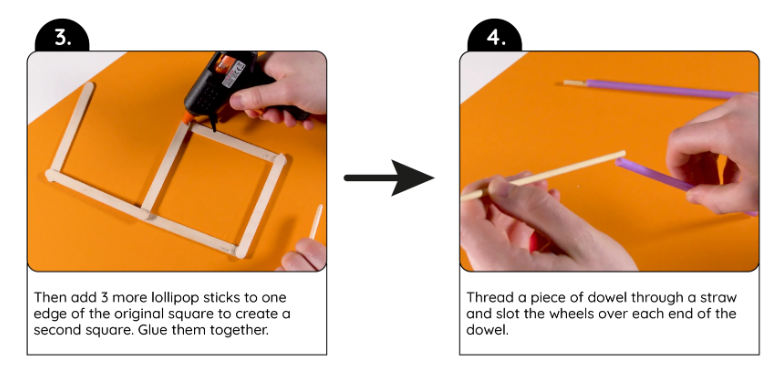 3.
Then add 3 more lollipop sticks to one
edge of the original square to create a
second square. Glue them together.
4.
Thread a piece of dowel through a straw
and slot the wheels over each end of the
dowel.